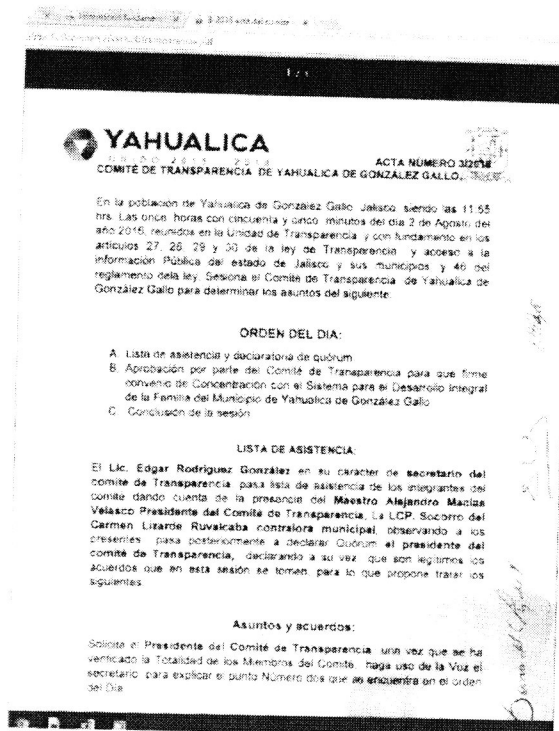 1 / 3
YAHUALICA
ACTA NÚMERO 3/2016
COMITÉ DE TRANSPARENCIA DE YAHUALICA DE GONZÁLEZ GALLO,
En la población de Yahualica de González Gallo, Jalisco, siendo las 11:55
hrs. Las once horas con cincuenta y cinco minutos del día 2 de Agosto del
año 2016, reunidos en la Unidad de Transparencia y con fundamento en los
artículos 27, 28, 29 y 30 de la ley de Transparencia y acceso a la
información Pública del estado de Jalisco y sus municipios y 46 del
reglamento dela ley. Sesiona el Comité de Transparencia de Yahualica de
González Gallo para determinar los asuntos del siguiente:
ORDEN DEL DIA:
A. Lista de asistencia y declaratoria de quórum
B. Aprobación por parte del Comité de Transparencia para que firme
convenio de Concentración con el Sistema para el Desarrollo Integral
de la Familia del Municipio de Yahualica de González Gallo
C. Conclusión de la sesión
LISTA DE ASISTENCIA:
El Lic. Edgar Rodríguez González en su carácter de secretario del
comité de Transparencia pasa lista de asistencia de los integrantes del
comité dando cuenta de la presencia del Maestro Alejandro Macías
Velasco Presidente del Comité de Transparencia, La LCP. Socorro del
Carmen Lizarde Ruvalcaba contralora municipal, observando a los
presentes pasa posteriormente a declarar Quórum el presidente del
comité de Transparencia, declarando a su vez que son legítimos los
acuerdos que en esta sesión se tomen, para lo que propone tratar los
siguientes
Asuntos y acuerdos:
Solicita el Presidente del Comité de Transparencia una vez que se ha
verificado la Totalidad de los Miembros del Comité, haga uso de la Voz el
secretario para explicar el punto Número dos que se encuentra en el orden
del Día